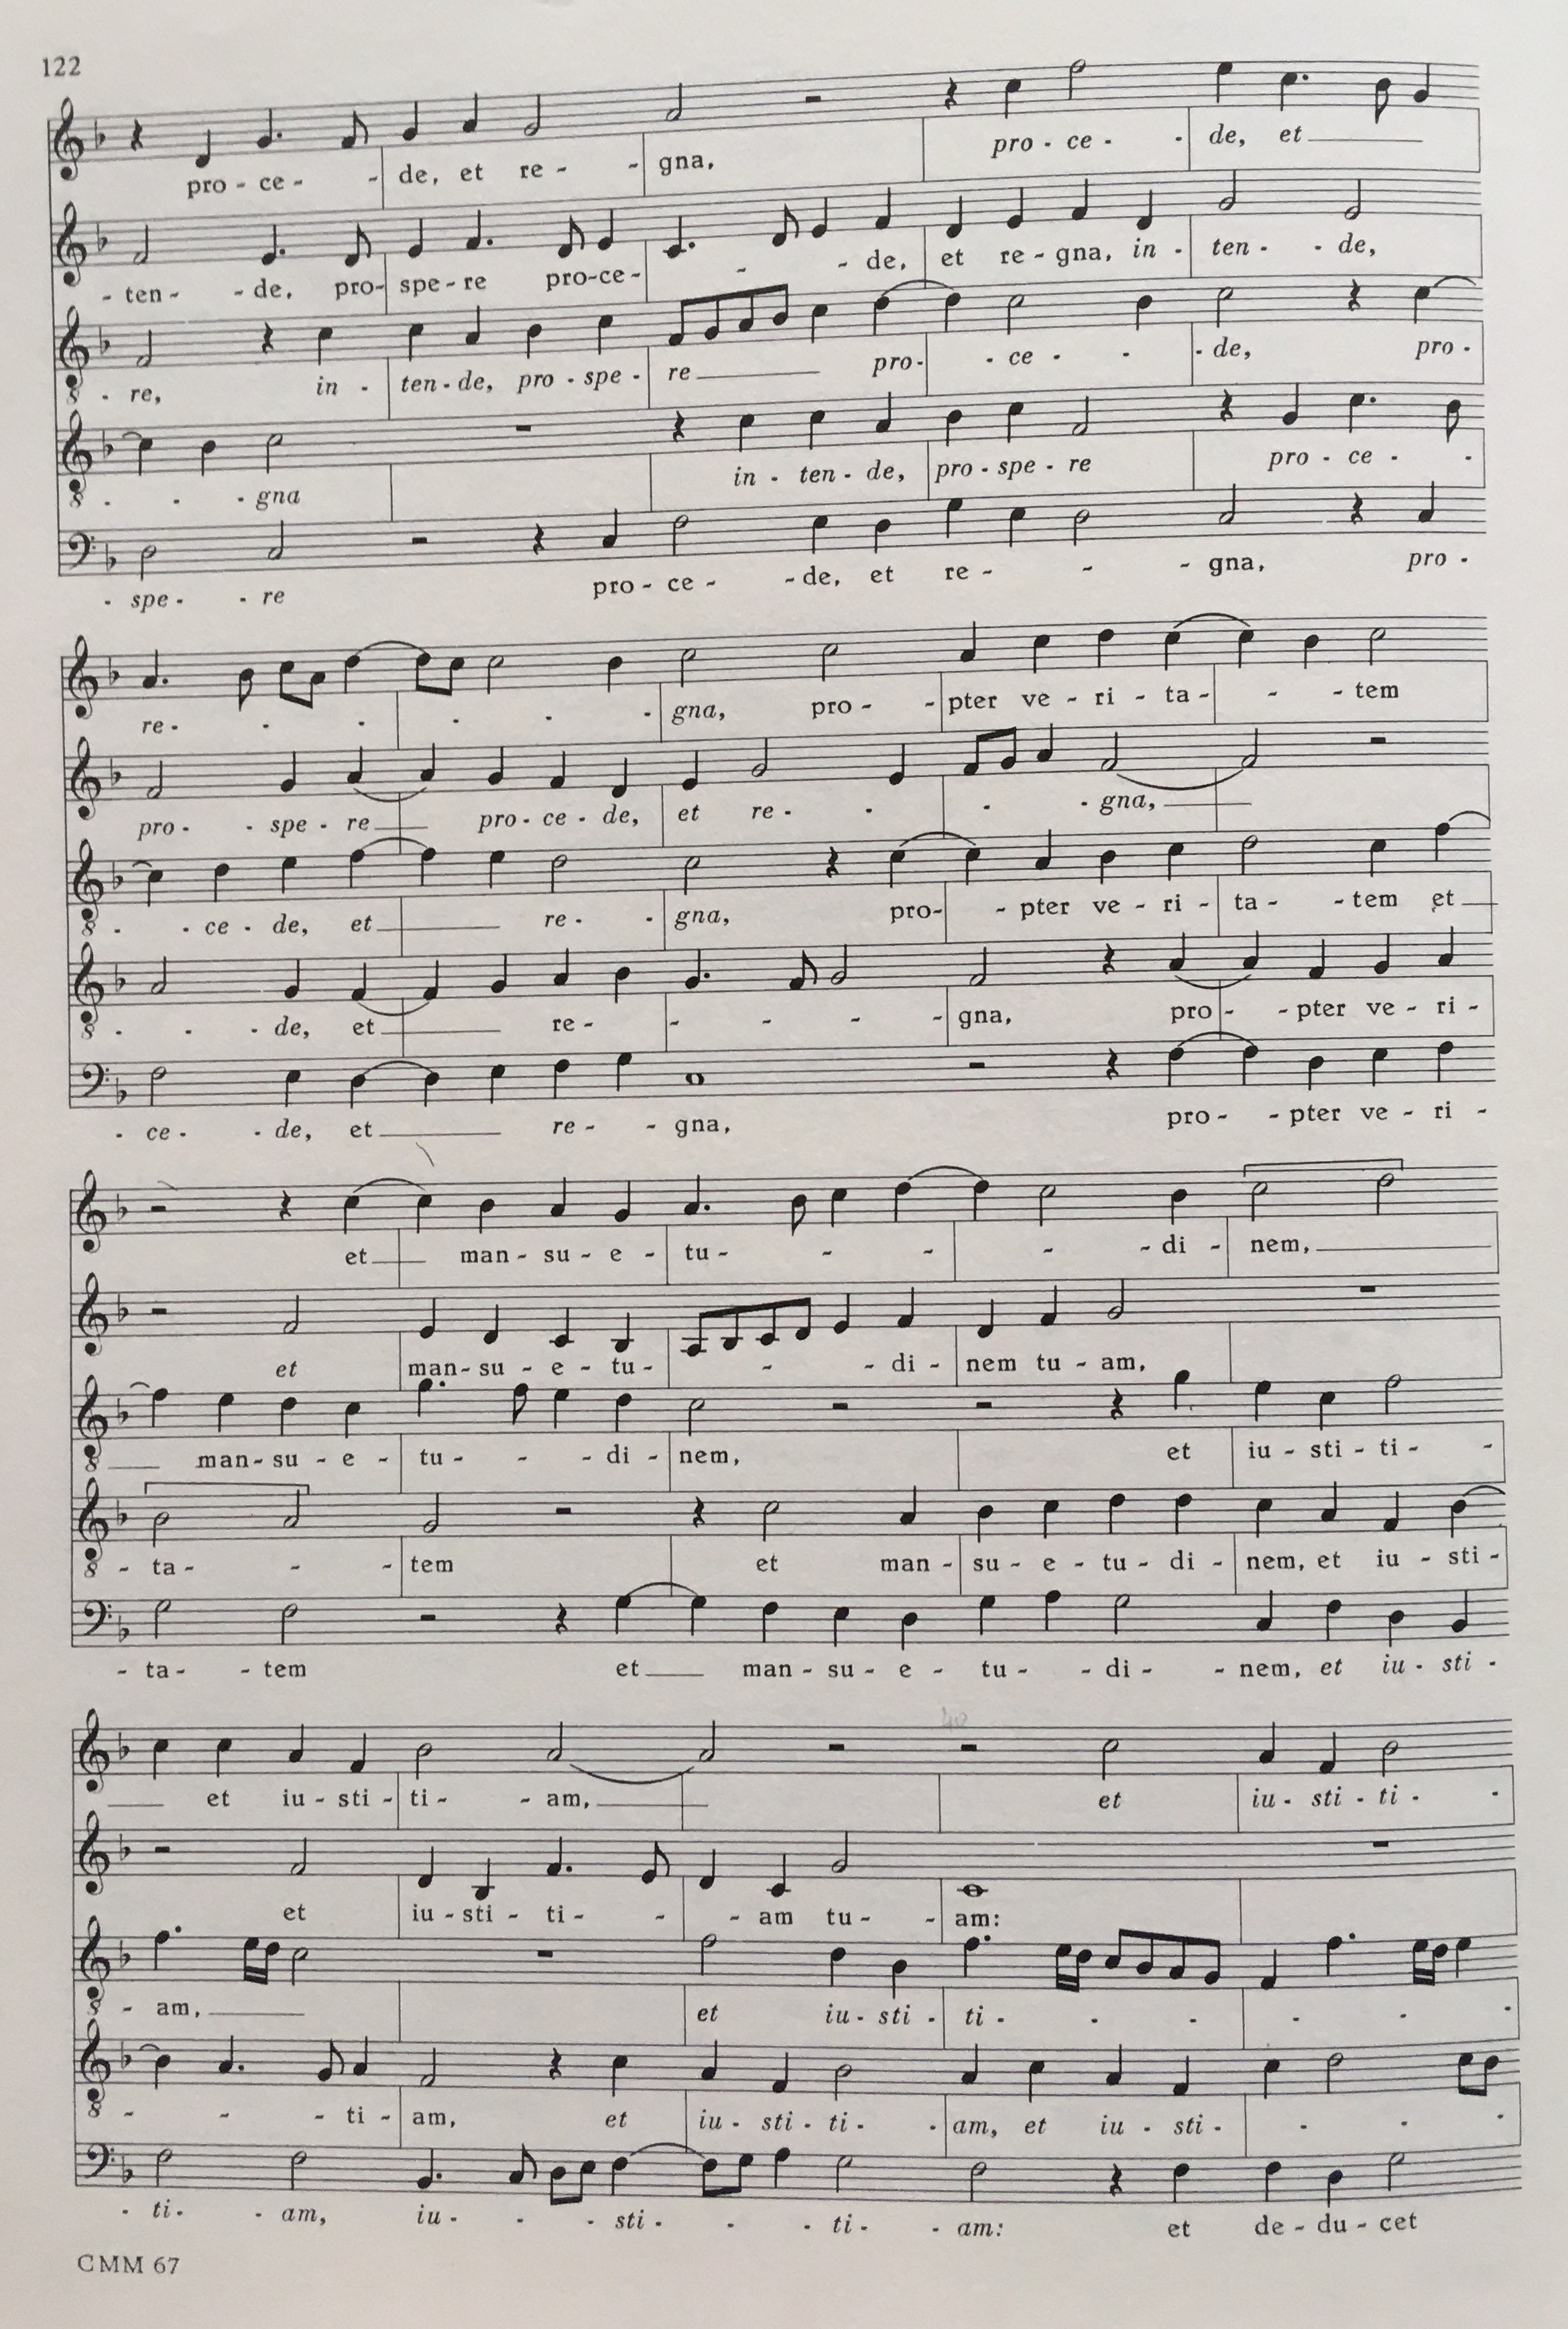 122
pro - ce - - de, et re - - gna, pro - ce - - de, et
- ten - - de, pro - spe - re pro-ce - - - de, et re - gna, in - ten - - de,
8 - re, in - ten - de, pro - spe - re pro - - ce - - - de, pro -
8 - - - gna in - ten - de, pro - spe - re pro - ce - -
- spe - - re pro - ce - - de, et re - - - gna, pro -
re - - - - - - gna, pro - - pter ve - ri - ta - - - tem
pro - - spe - re pro - ce - de, et re - - - - gna,
8 - - ce - de, et re - - gna, pro - - pter ve - ri - ta - - tem et
8 - - - de, et re - - - - - gna, pro - - pter ve - ri -
- ce - - de, et re - - gna, pro - - pter ve - ri -
et man - su - e - tu - - - - - di - nem,
et man - su - e - tu - - - di - nem tu - am,
8 man - su - e - tu - - - di - nem, et iu - sti - ti - -
8 - ta - - - tem et man - su - e - tu - di - nem, et iu - sti -
- ta - - tem et man - su - e - tu - - di - - nem, et iu - sti -
et iu - sti - ti - - am, et iu - sti - ti - -
et iu - sti - ti - - - am tu - - am:
8 - am, et iu - sti - ti - - - - - -
8 - - - ti - am, et iu - sti - ti - - am, et iu - sti - - - -
- ti - - am, iu - - - sti - - - ti - - am: et de - du - cet
CMM 67